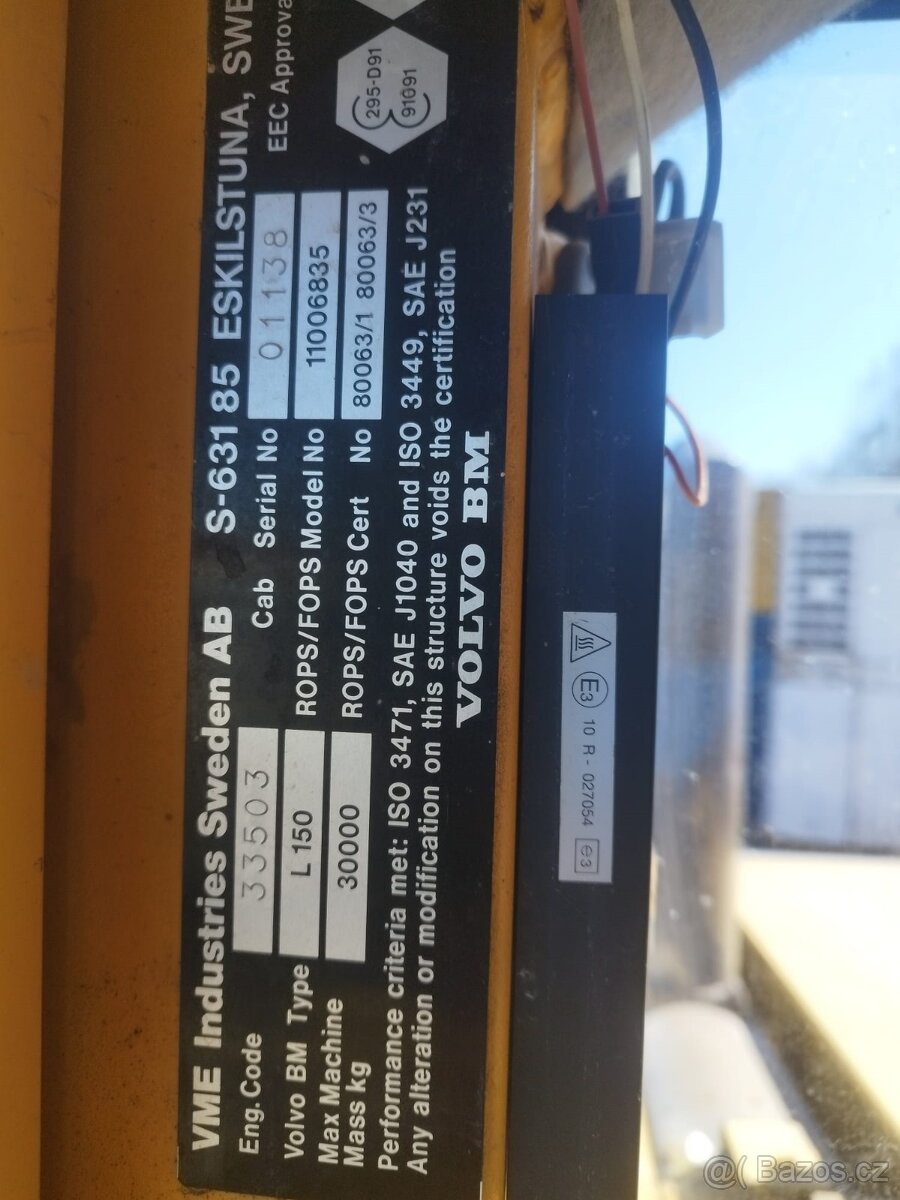 VME Industries Sweden AB S-631 85 ESKILSTUNA, SWE
Eng. Code 33503 Cab Serial No 01138 EEC Approva
Volvo BM Type L 150 ROPS/FOPS Model No 11006835
Max Machine
Mass kg 30000 ROPS/FOPS Cert No 80063/1 80063/3
Performance criteria met: ISO 3471, SAE J1040 and ISO 3449, SAE J231
Any alteration or modification on this structure voids the certification
VOLVO BM
295-D91
91091
E3 10 R - 027054 e3
@( Bazos.cz